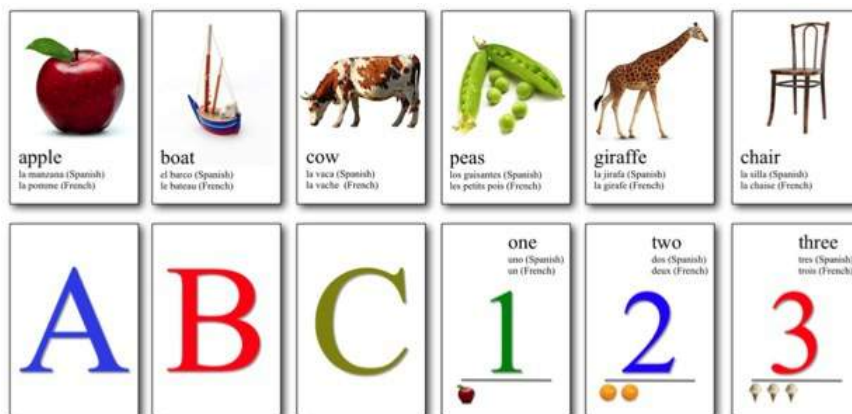 apple
la manzana (Spanish)
la pomme (French)
boat
el barco (Spanish)
le bateau (French)
cow
la vaca (Spanish)
la vache (French)
peas
los guisantes (Spanish)
les petits pois (French)
giraffe
la jirafa (Spanish)
la girafe (French)
chair
la silla (Spanish)
la chaise (French)
A
B
C
one
uno (Spanish)
un (French)
1
two
dos (Spanish)
deux (French)
2
three
tres (Spanish)
trois (French)
3